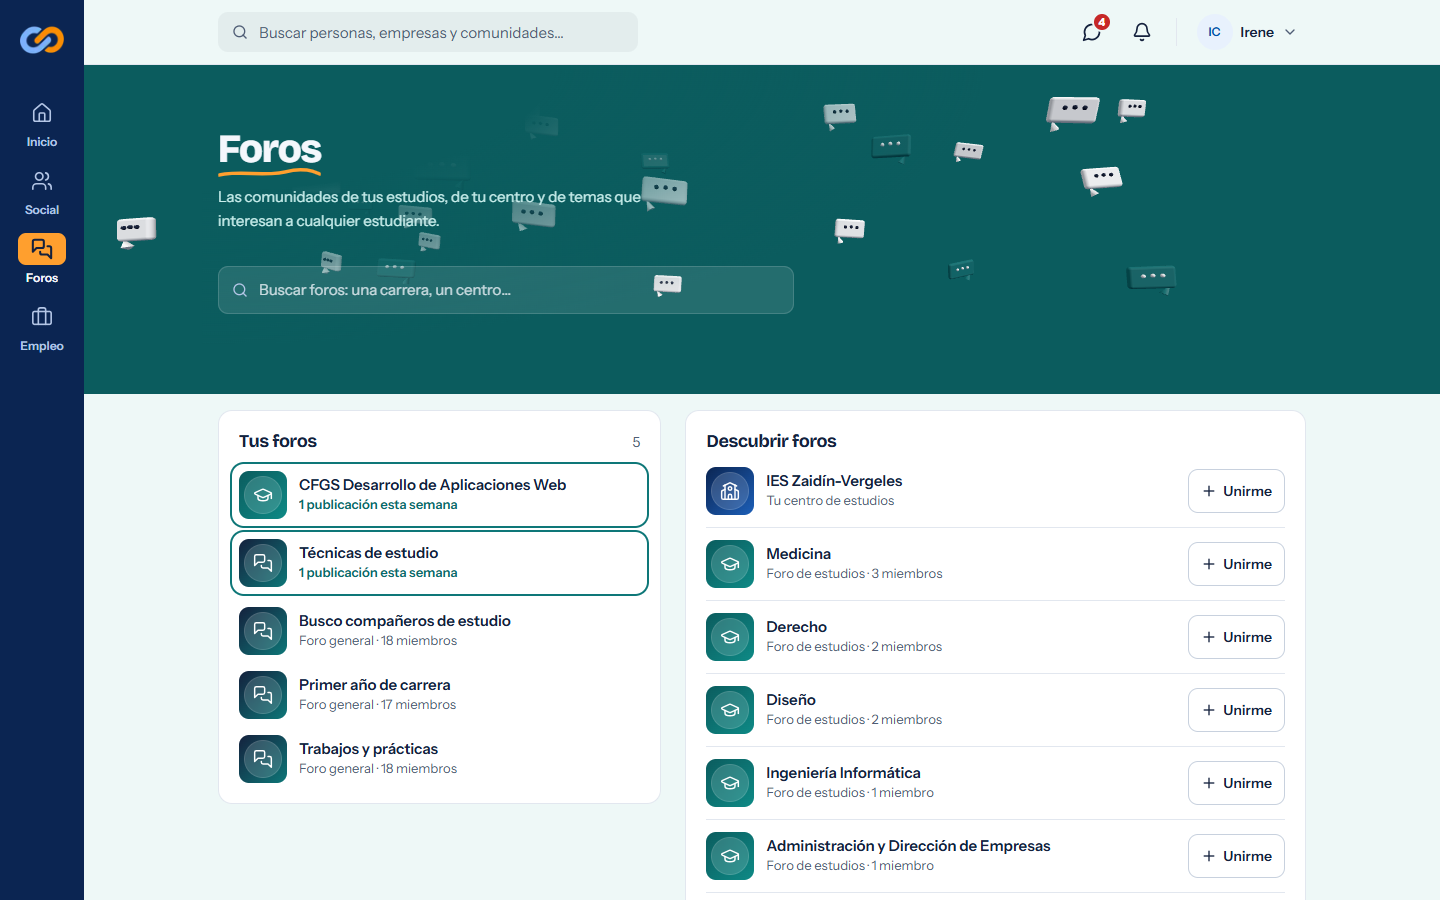 Buscar personas, empresas y comunidades...
4
IC
Irene
Inicio
Social
Foros
Empleo
Foros
Las comunidades de tus estudios, de tu centro y de temas que
interesan a cualquier estudiante.
Buscar foros: una carrera, un centro...
Tus foros
5
CFGS Desarrollo de Aplicaciones Web
1 publicación esta semana
Técnicas de estudio
1 publicación esta semana
Busco compañeros de estudio
Foro general · 18 miembros
Primer año de carrera
Foro general · 17 miembros
Trabajos y prácticas
Foro general · 18 miembros
Descubrir foros
IES Zaidín-Vergeles
Tu centro de estudios
+ Unirme
Medicina
Foro de estudios · 3 miembros
+ Unirme
Derecho
Foro de estudios · 2 miembros
+ Unirme
Diseño
Foro de estudios · 2 miembros
+ Unirme
Ingeniería Informática
Foro de estudios · 1 miembro
+ Unirme
Administración y Dirección de Empresas
Foro de estudios · 1 miembro
+ Unirme